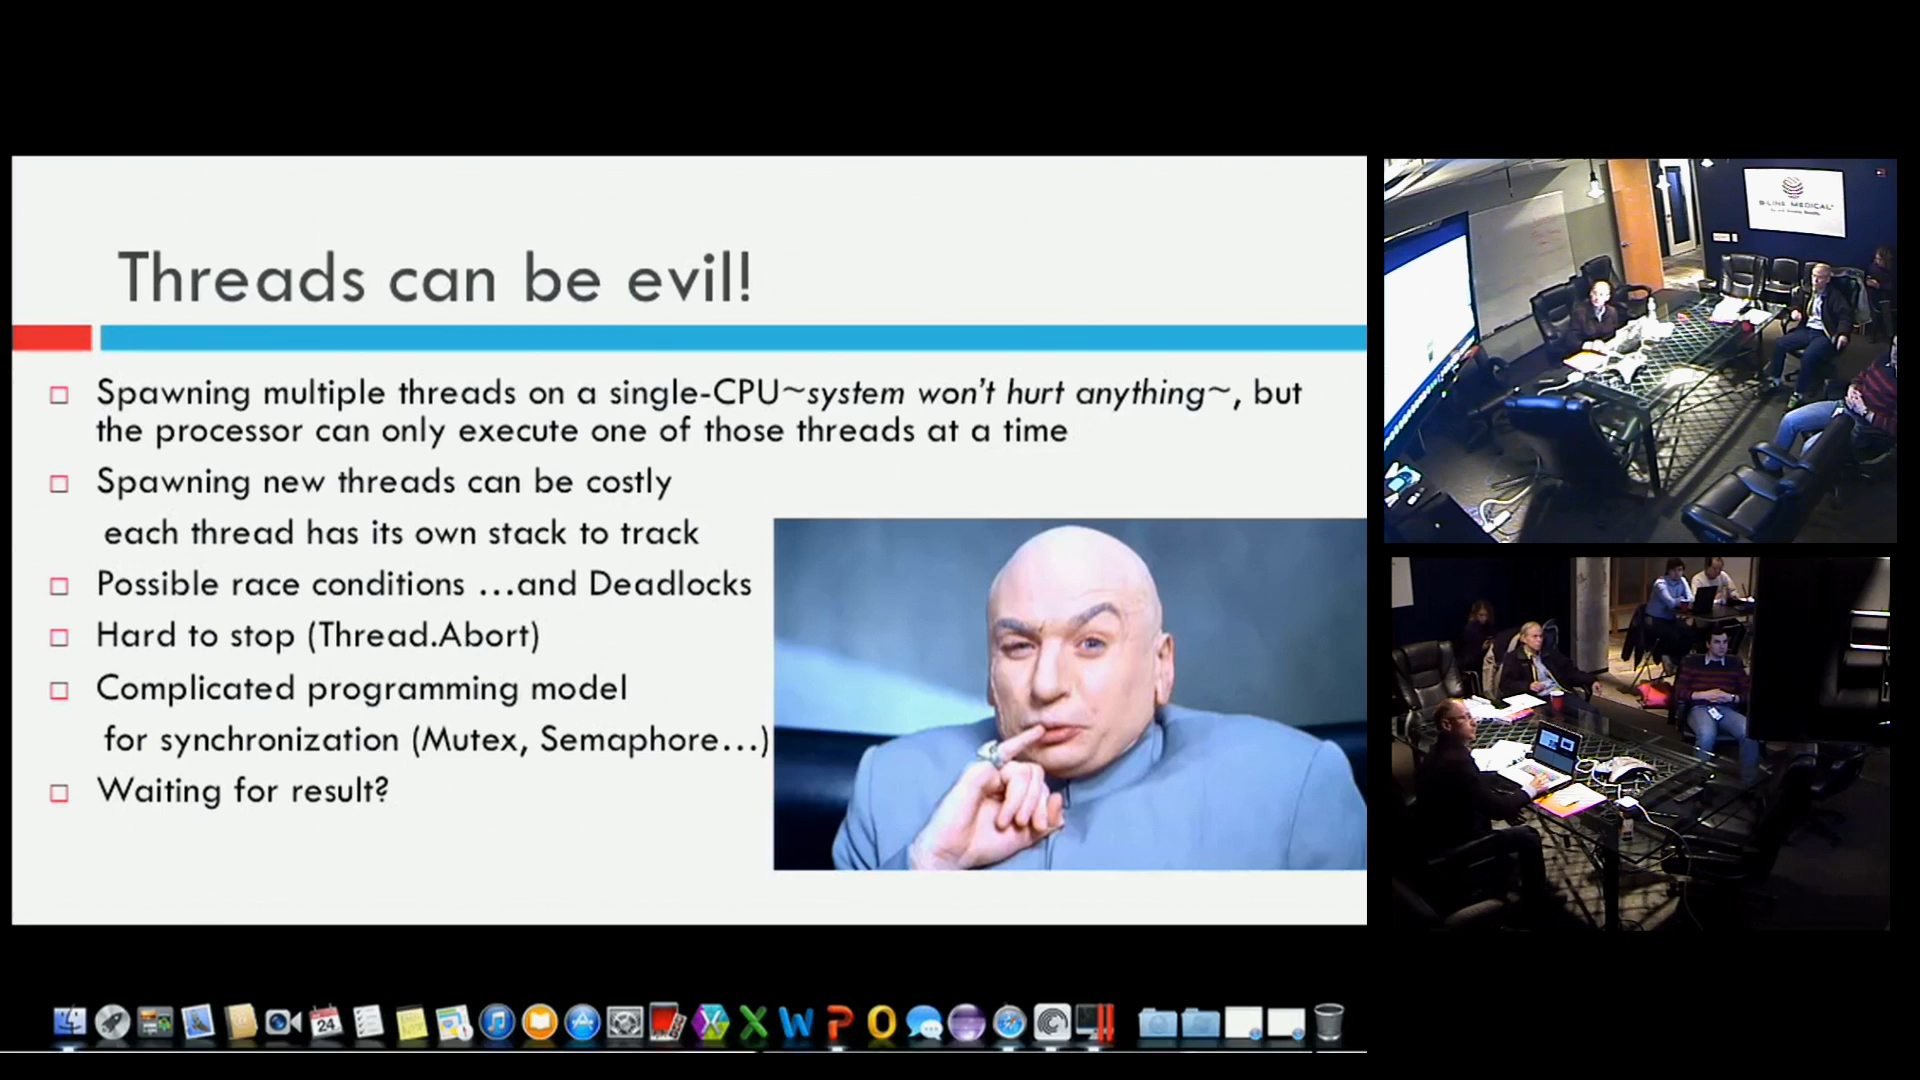 Threads can be evil!
Spawning multiple threads on a single-CPU~system won't hurt anything~, but
the processor can only execute one of those threads at a time
Spawning new threads can be costly
each thread has its own stack to track
Possible race conditions ...and Deadlocks
Hard to stop (Thread.Abort)
Complicated programming model
for synchronization (Mutex, Semaphore...)
Waiting for result?
B-LINE MEDICAL
24